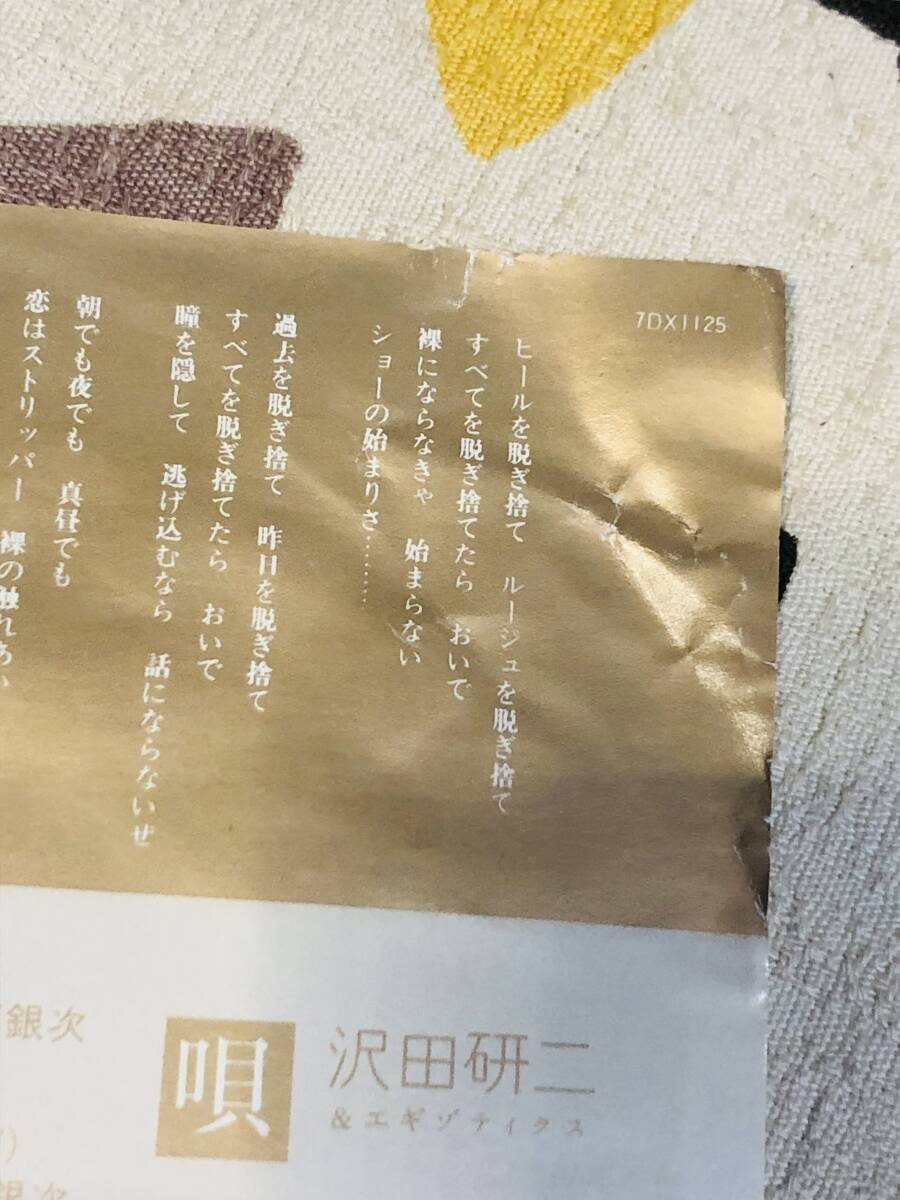 7DX1125
ヒールを脱ぎ捨て ルージュを脱ぎ捨て
すべてを脱ぎ捨てたら おいで
裸にならなきゃ 始まらない
ショーの始まりさ………
過去を脱ぎ捨て 昨日を脱ぎ捨て
すべてを脱ぎ捨てたら おいで
瞳を隠して 逃げ込むなら 話にならないぜ
朝でも夜でも 真昼でも
恋はストリッパー 裸の触れあい
銀次
唄
沢田研二
&エギゾティクス
銀次